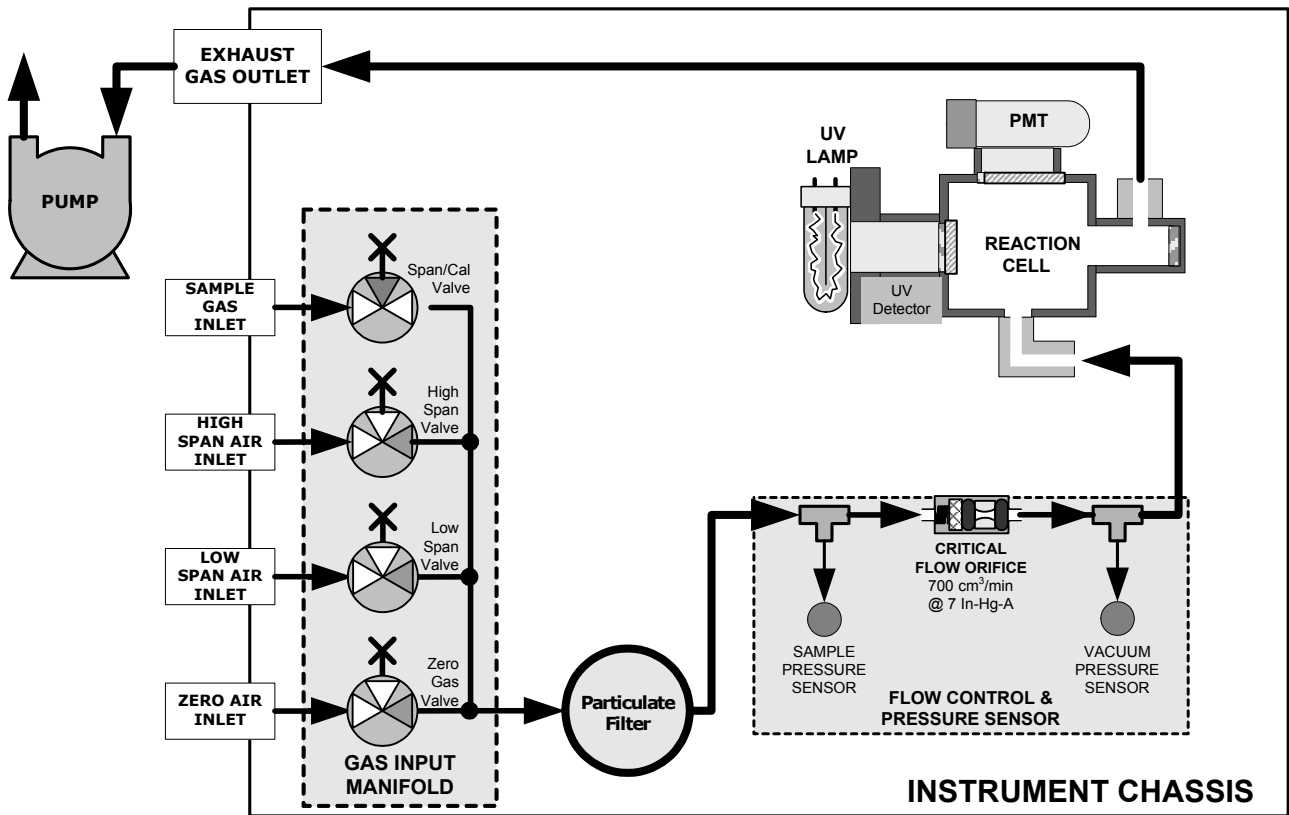 EXHAUST
GAS OUTLET
PUMP
UV
LAMP
PMT
REACTION
CELL
UV
Detector
SAMPLE
GAS
INLET
Span/Cal
Valve
HIGH
SPAN AIR
INLET
High
Span
Valve
LOW
SPAN AIR
INLET
Low
Span
Valve
ZERO AIR
INLET
Zero
Gas
Valve
GAS INPUT
MANIFOLD
Particulate
Filter
CRITICAL
FLOW ORIFICE
700 cm³/min
@ 7 In-Hg-A
SAMPLE
PRESSURE
SENSOR
VACUUM
PRESSURE
SENSOR
FLOW CONTROL &
PRESSURE SENSOR
INSTRUMENT CHASSIS